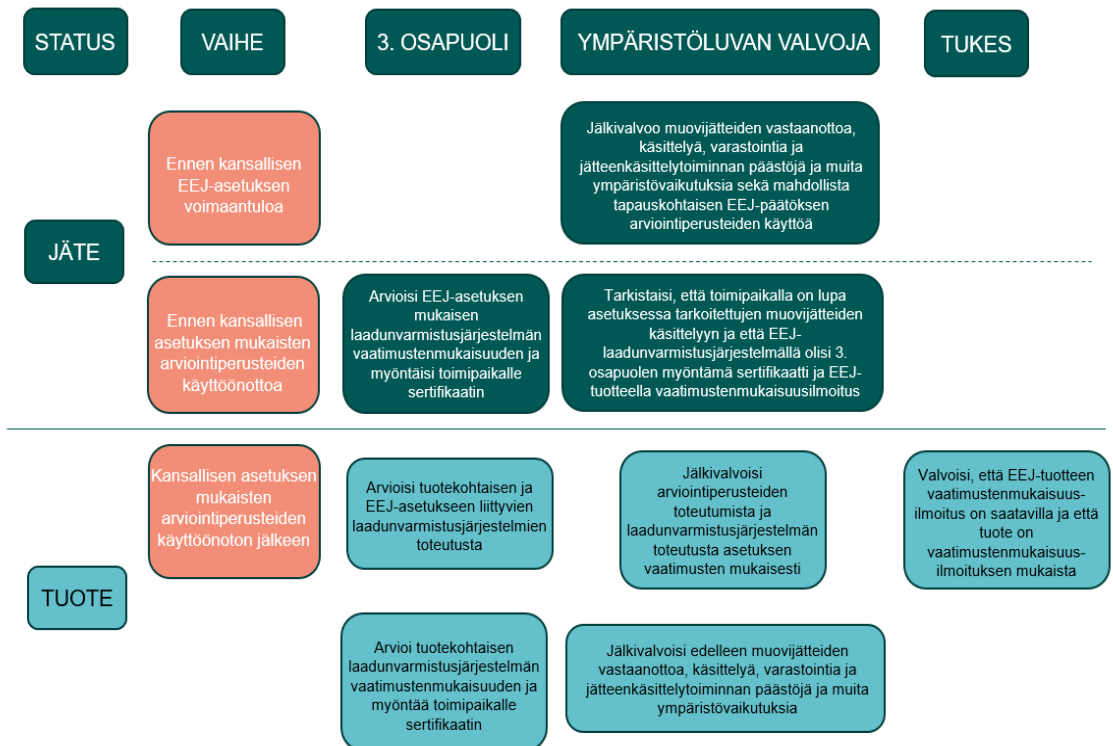 STATUS
VAIHE
3. OSAPUOLI
YMPÄRISTÖLUVAN VALVOJA
TUKES
JÄTE
Ennen kansallisen
EEJ-asetuksen
voimaantuloa
Jälkivalvoo muovijätteiden vastaanottoa,
käsittelyä, varastointia ja
jätteenkäsittelytoiminnan päästöjä ja muita
ympäristövaikutuksia sekä mahdollista
tapauskohtaisen EEJ-päätöksen
arviointiperusteiden käyttöä
Ennen kansallisen
asetuksen mukaisten
arviointiperusteiden
käyttöönottoa
Arvioisi EEJ-asetuksen
mukaisen
laadunvarmistusjärjestelmän
vaatimustenmukaisuuden ja
myöntäisi toimipaikalle
sertifikaatin
Tarkistaisi, että toimipaikalla on lupa
asetuksessa tarkoitettujen muovijätteiden
käsittelyyn ja että EEJ-
laadunvarmistusjärjestelmällä olisi 3.
osapuolen myöntämä sertifikaatti ja EEJ-
tuotteella vaatimustenmukaisuusilmoitus
TUOTE
Kansallisen asetuksen
mukaisten
arviointiperusteiden
käyttöönoton jälkeen
Arvioisi tuotekohtaisen ja
EEJ-asetukseen liittyvien
laadunvarmistusjärjestelmien
toteutusta
Jälkivalvoisi
arviointiperusteiden
toteutumista ja
laadunvarmistusjärjestelmän
toteutusta asetuksen
vaatimusten mukaisesti
Valvoisi, että EEJ-tuotteen
vaatimustenmukaisuus-
ilmoitus on saatavilla ja että
tuote on
vaatimustenmukaisuus-
ilmoituksen mukaista
Arvioi tuotekohtaisen
laadunvarmistusjärjestelmän
vaatimustenmukaisuuden ja
myöntää toimipaikalle
sertifikaatin
Jälkivalvoisi edelleen muovijätteiden
vastaanottoa, käsittelyä, varastointia ja
jätteenkäsittelytoiminnan päästöjä ja muita
ympäristövaikutuksia